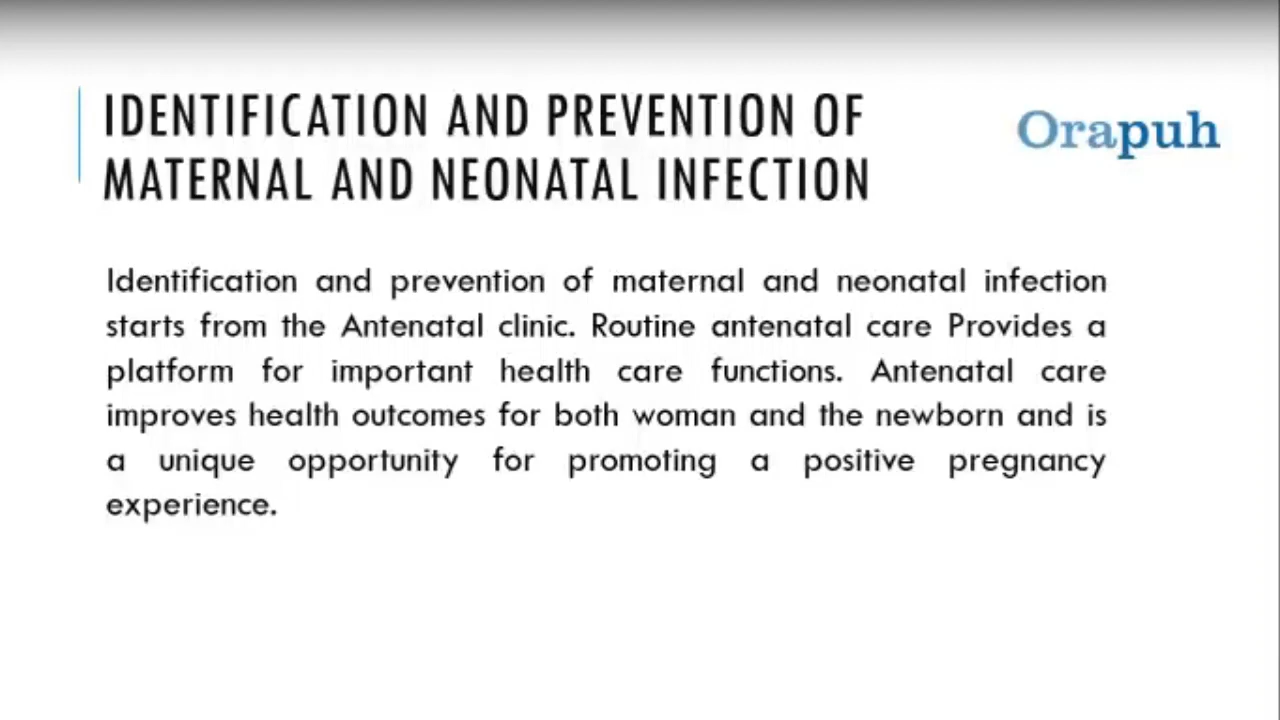 IDENTIFICATION AND PREVENTION OF
MATERNAL AND NEONATAL INFECTION
Orapuh
Identification and prevention of maternal and neonatal infection
starts from the Antenatal clinic. Routine antenatal care Provides a
platform for important health care functions. Antenatal care
improves health outcomes for both woman and the newborn and is
a unique opportunity for promoting a positive pregnancy
experience.